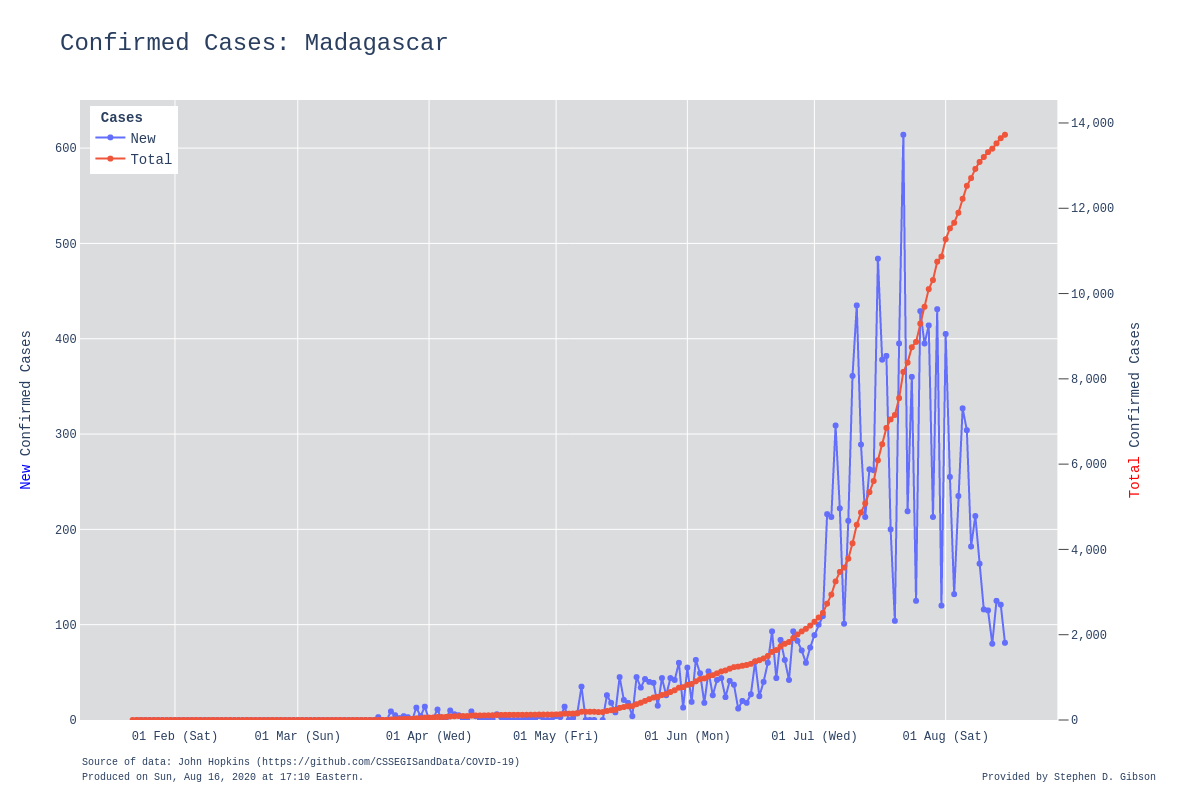 Confirmed Cases: Madagascar
Cases
New
Total
600
500
400
300
200
100
0
14,000
12,000
10,000
8,000
6,000
4,000
2,000
0
New Confirmed Cases
Total Confirmed Cases
01 Feb (Sat)
01 Mar (Sun)
01 Apr (Wed)
01 May (Fri)
01 Jun (Mon)
01 Jul (Wed)
01 Aug (Sat)
Source of data: John Hopkins (https://github.com/CSSEGISandData/COVID-19)
Produced on Sun, Aug 16, 2020 at 17:10 Eastern.
Provided by Stephen D. Gibson